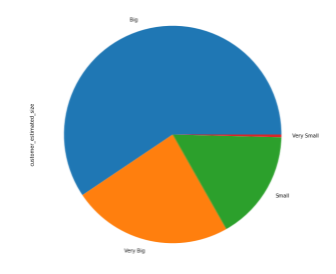 Big
customer_estimated_size
Very Small
Small
Very Big